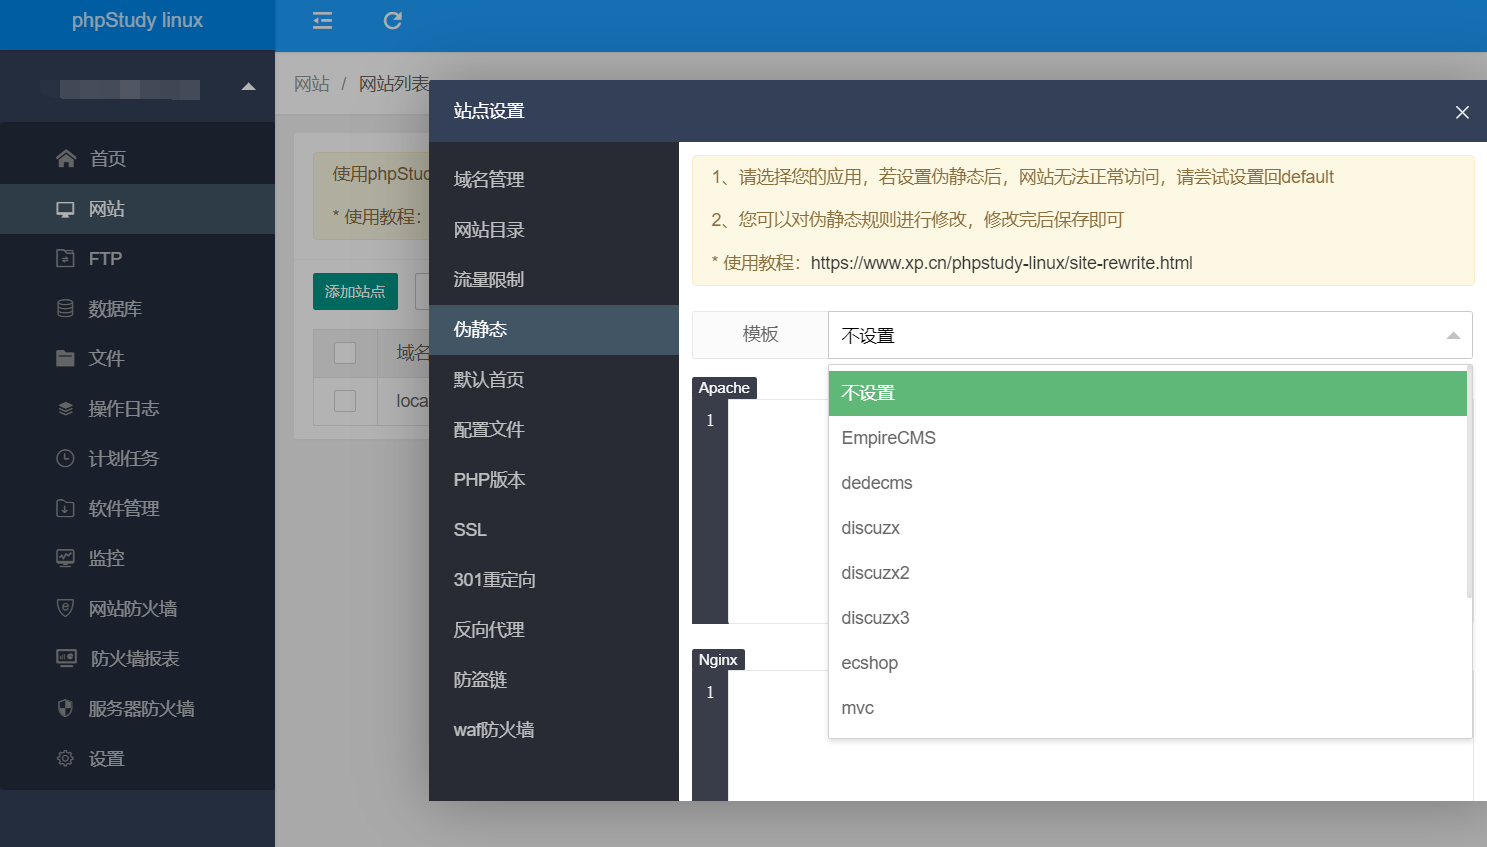 phpStudy linux
首页
网站
FTP
数据库
文件
操作日志
计划任务
软件管理
监控
网站防火墙
防火墙报表
服务器防火墙
设置
网站 / 网站列表
使用phpStud
* 使用教程：
添加站点
域名
loca
站点设置
域名管理
网站目录
流量限制
伪静态
默认首页
配置文件
PHP版本
SSL
301重定向
反向代理
防盗链
waf防火墙
1、请选择您的应用，若设置伪静态后，网站无法正常访问，请尝试设置回default
2、您可以对伪静态规则进行修改，修改完后保存即可
* 使用教程：https://www.xp.cn/phpstudy-linux/site-rewrite.html
模板 不设置
不设置
EmpireCMS
dedecms
discuzx
discuzx2
discuzx3
ecshop
mvc
Apache
1
Nginx
1